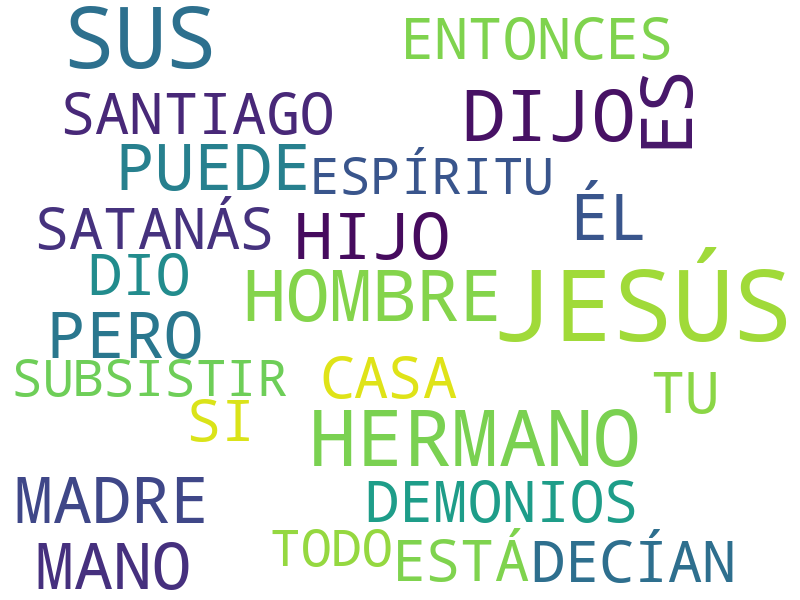 SUS ENTONCES
SANTIAGO DIJO ES
PUEDE ESPÍRITU
SATANÁS HIJO ÉL
DIO HOMBRE JESÚS
PERO
SUBSISTIR CASA TU
SI HERMANO
MADRE DEMONIOS
MANO TODO ESTÁ DECÍAN